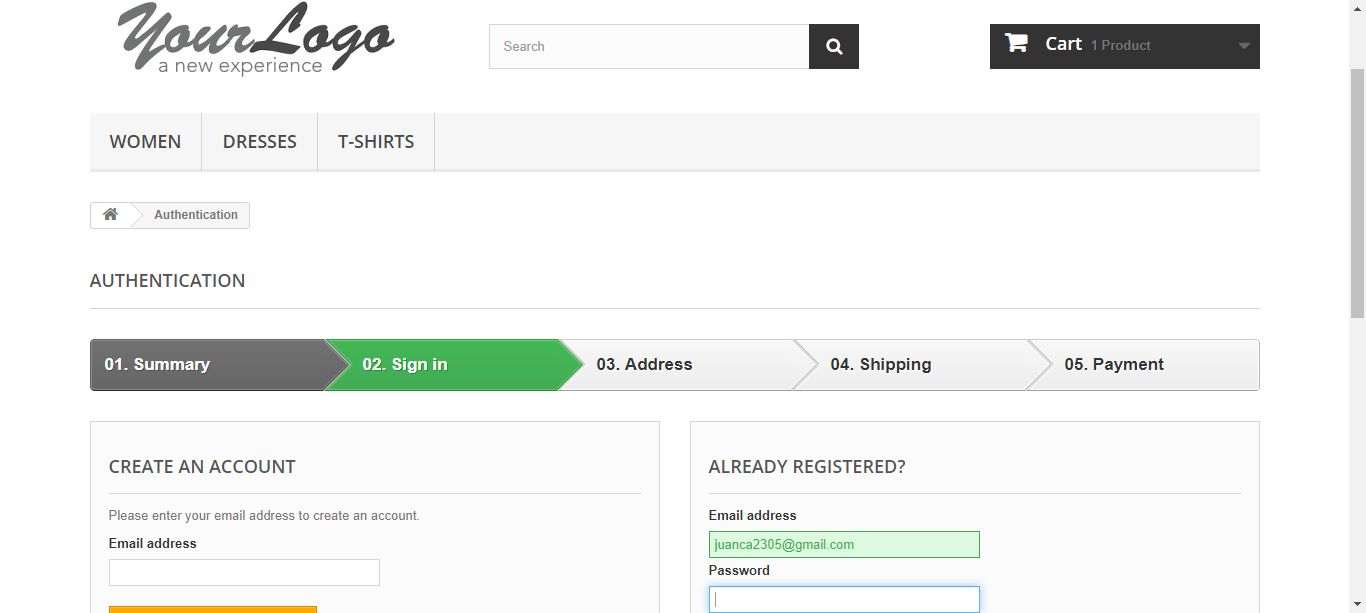 YourLogo
a new experience
Search
Cart 1 Product
WOMEN
DRESSES
T-SHIRTS
Authentication
AUTHENTICATION
01. Summary
02. Sign in
03. Address
04. Shipping
05. Payment
CREATE AN ACCOUNT
Please enter your email address to create an account.
Email address
ALREADY REGISTERED?
Email address
juanca2305@gmail.com
Password